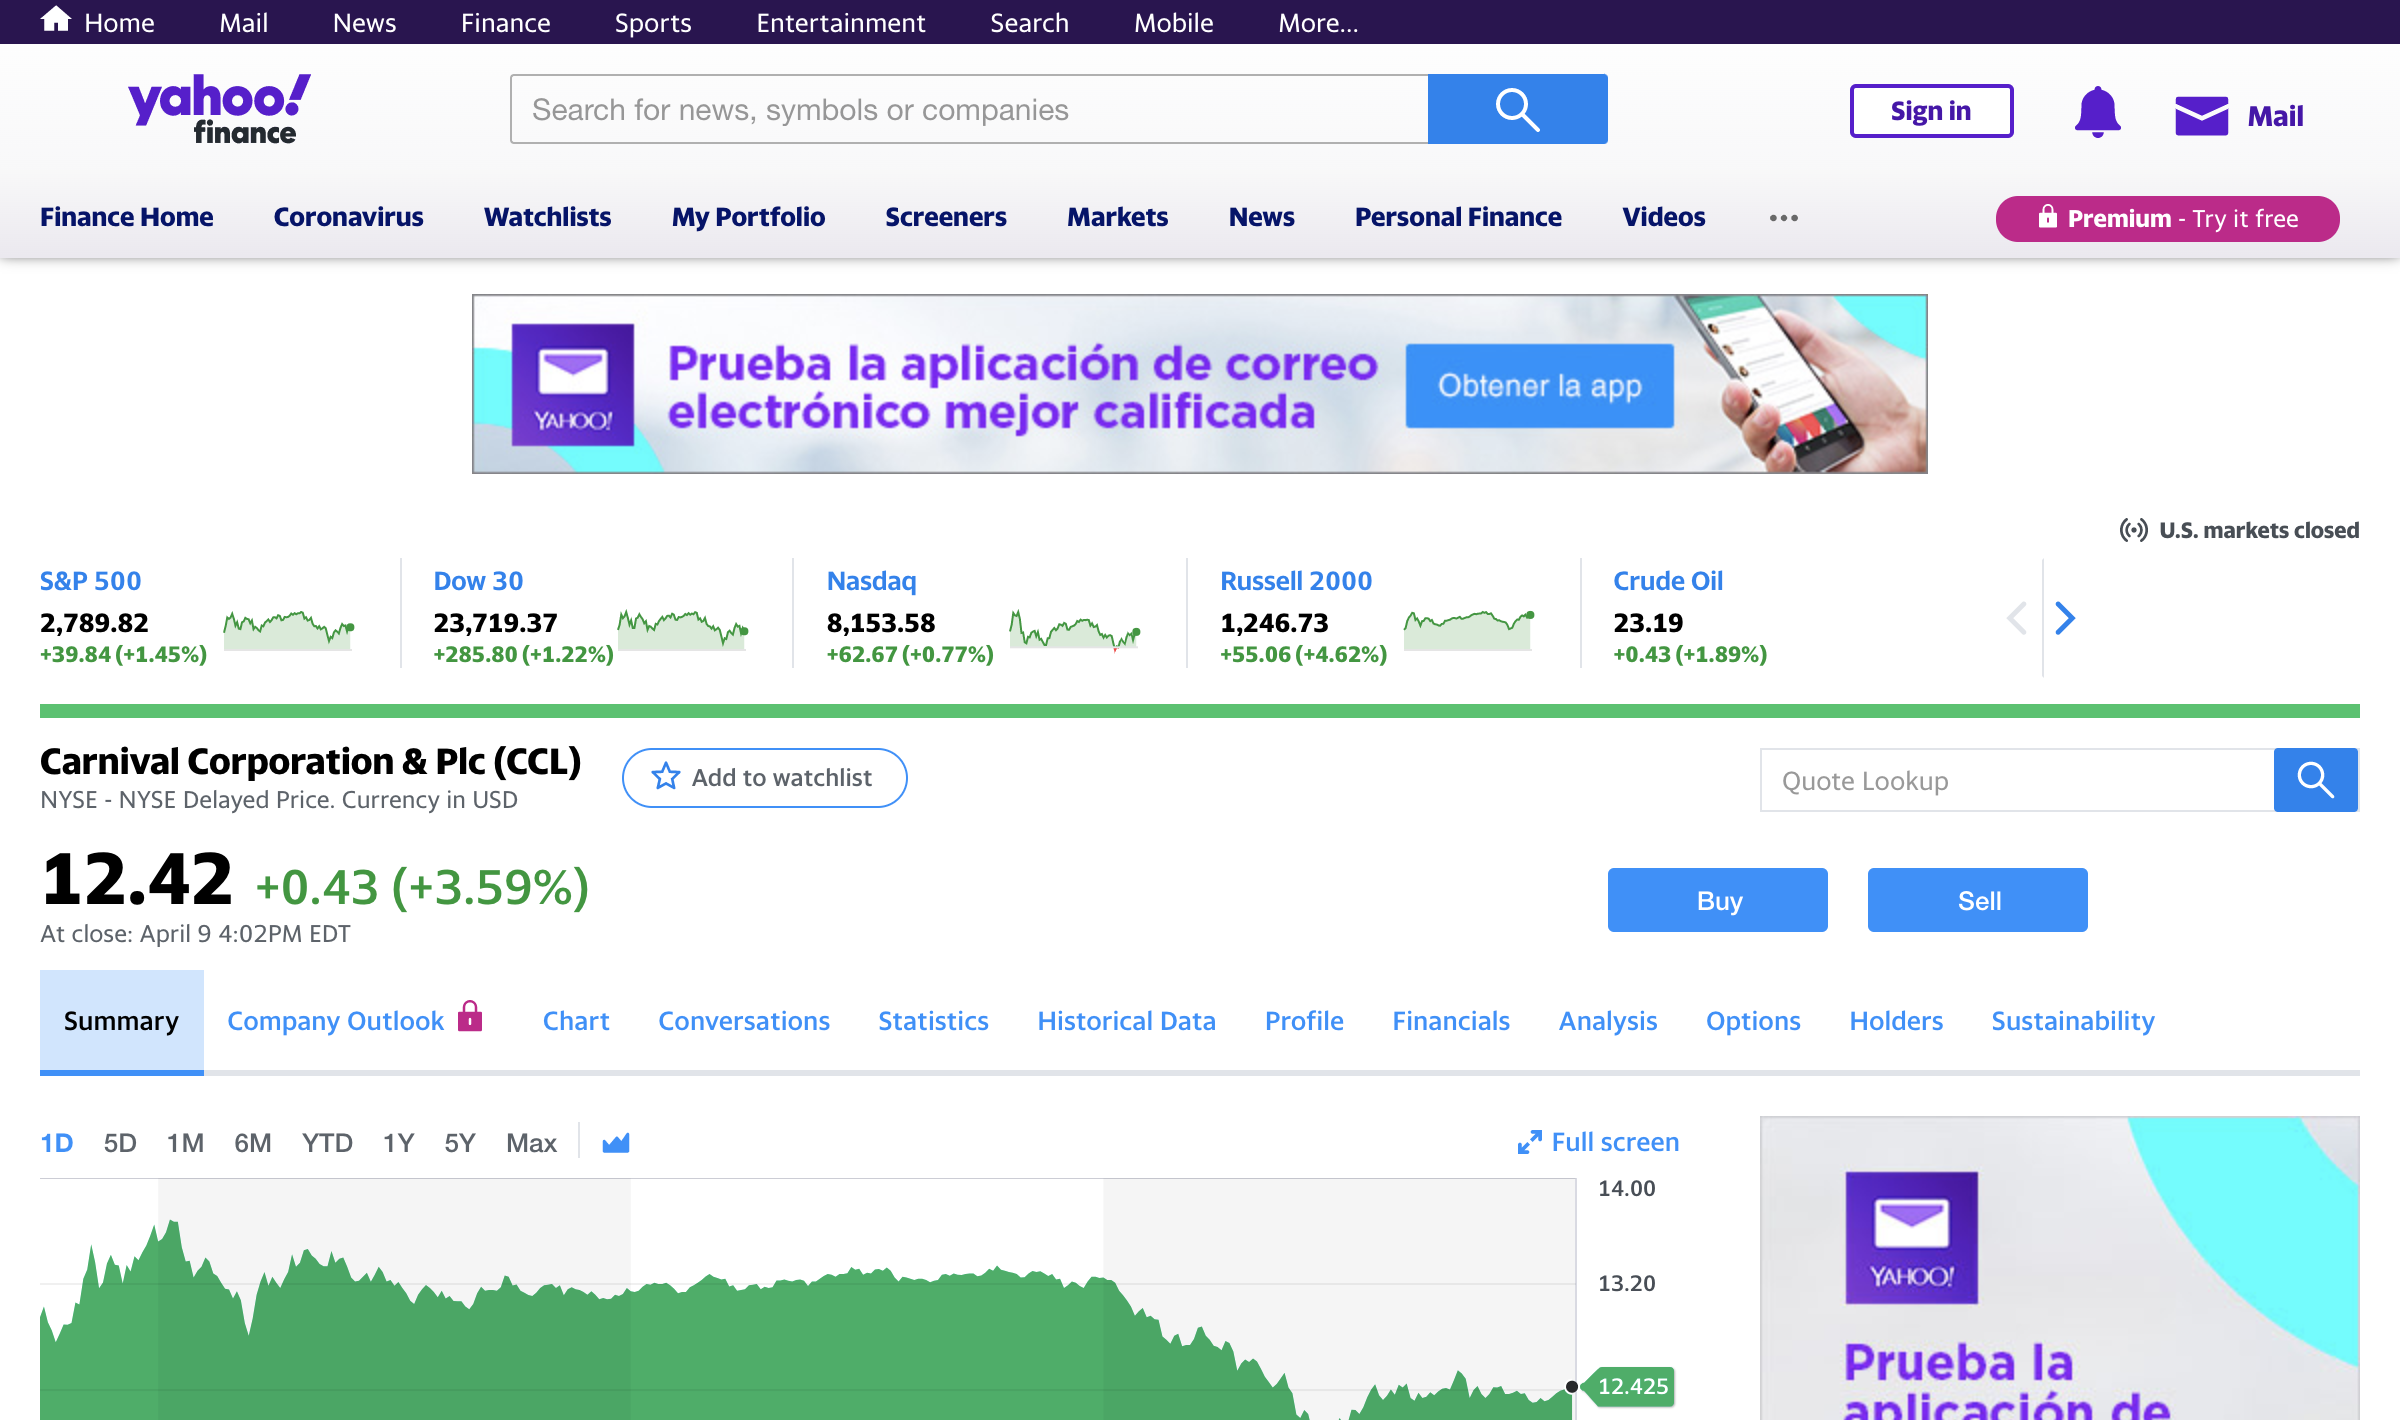 Home Mail News Finance Sports Entertainment Search Mobile More...
yahoo!
finance
Search for news, symbols or companies
Sign in
Mail
Finance Home Coronavirus Watchlists My Portfolio Screeners Markets News Personal Finance Videos
Premium - Try it free
YAHOO!
Prueba la aplicación de correo
electrónico mejor calificada
Obtener la app
U.S. markets closed
S&P 500
2,789.82
+39.84 (+1.45%)
Dow 30
23,719.37
+285.80 (+1.22%)
Nasdaq
8,153.58
+62.67 (+0.77%)
Russell 2000
1,246.73
+55.06 (+4.62%)
Crude Oil
23.19
+0.43 (+1.89%)
Carnival Corporation & Plc (CCL)
NYSE - NYSE Delayed Price. Currency in USD
Add to watchlist
Quote Lookup
12.42 +0.43 (+3.59%)
At close: April 9 4:02PM EDT
Buy
Sell
Summary Company Outlook Chart Conversations Statistics Historical Data Profile Financials Analysis Options Holders Sustainability
1D 5D 1M 6M YTD 1Y 5Y Max
Full screen
14.00
13.20
12.425
YAHOO!
Prueba la
aplicación de